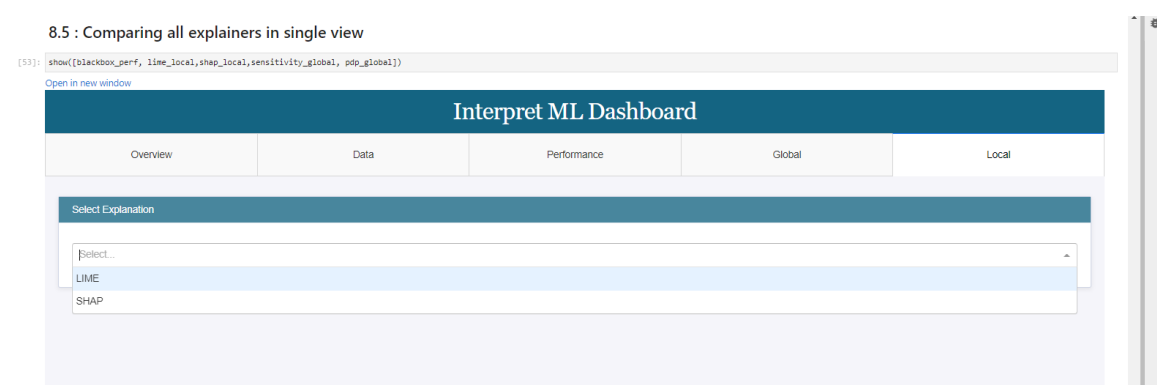 8.5 : Comparing all explainers in single view
[53]: show([blackbox_perf, lime_local,shap_local,sensitivity_global, pdp_global])
Open in new window
Interpret ML Dashboard
Overview Data Performance Global Local
Select Explanation
Select...
LIME
SHAP